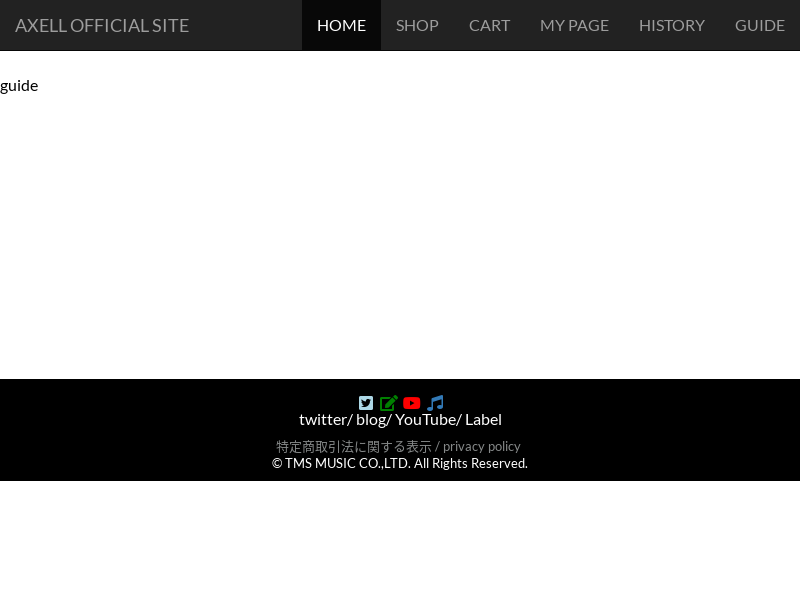 AXELL OFFICIAL SITE HOME SHOP CART MY PAGE HISTORY GUIDE
guide
twitter/ blog/ YouTube/ Label
特定商取引法に関する表示 / privacy policy
© TMS MUSIC CO.,LTD. All Rights Reserved.